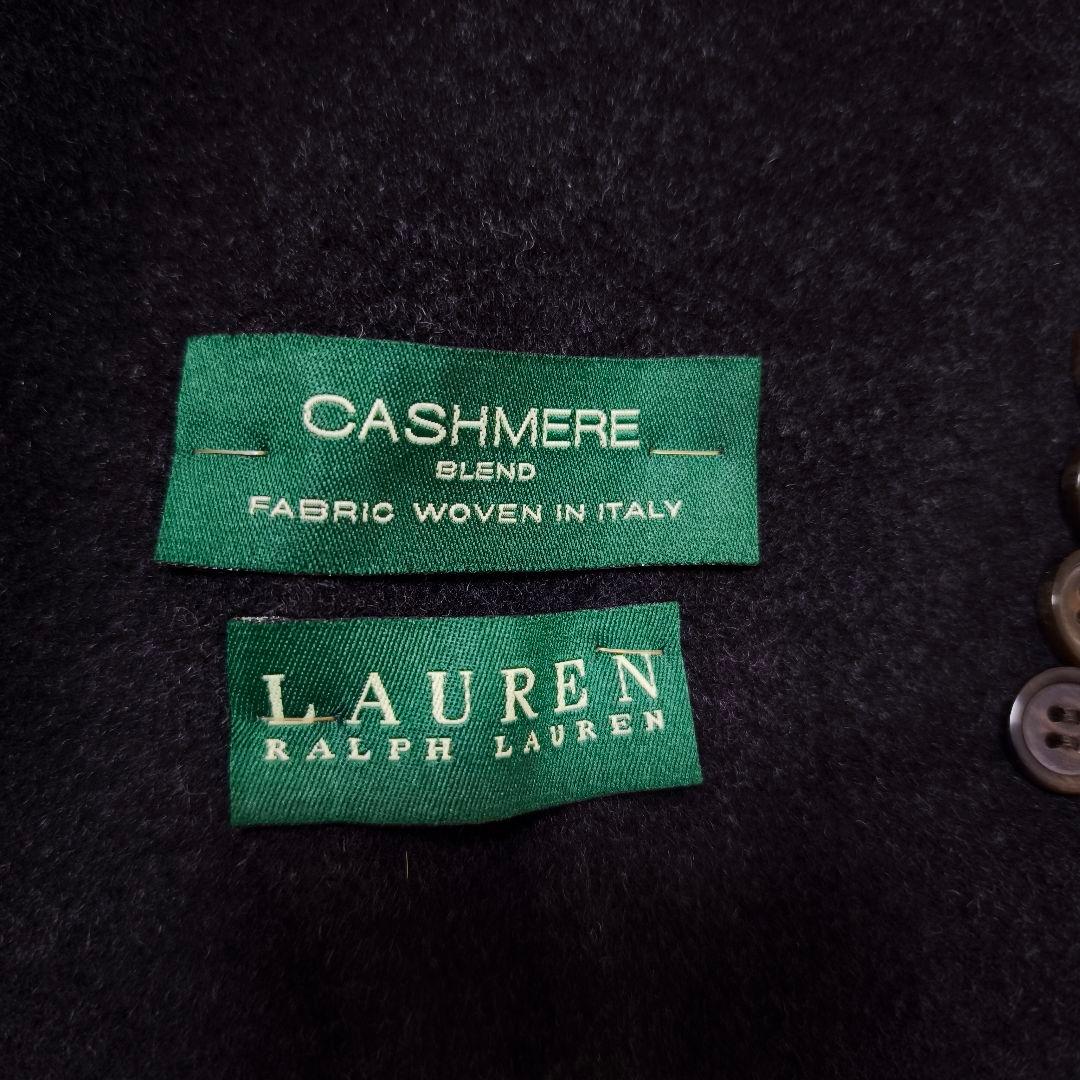 CASHMERE
BLEND
FABRIC WOVEN IN ITALY
LAUREN
RALPH LAUREN